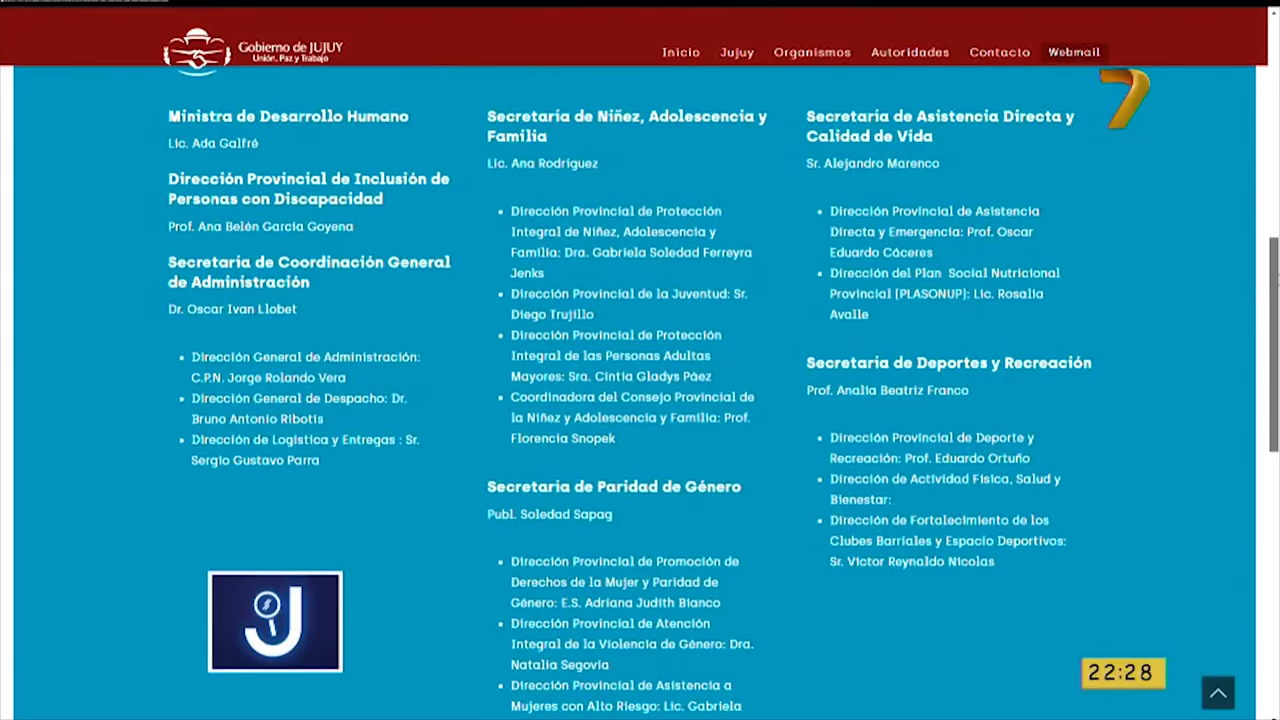 Gobierno de JUJUY
Unión, Paz y Trabajo
Inicio
Jujuy
Organismos
Autoridades
Contacto
Webmail
7
Ministra de Desarrollo Humano
Lic. Ada Galfré
Dirección Provincial de Inclusión de
Personas con Discapacidad
Prof. Ana Belén García Goyena
Secretaría de Coordinación General
de Administración
Dr. Oscar Ivan Llobet
Dirección General de Administración:
C.P.N. Jorge Rolando Vera
Dirección General de Despacho: Dr.
Bruno Antonio Ribotis
Dirección de Logística y Entregas : Sr.
Sergio Gustavo Parra
J
Secretaría de Niñez, Adolescencia y
Familia
Lic. Ana Rodriguez
Dirección Provincial de Protección
Integral de Niñez, Adolescencia y
Familia: Dra. Gabriela Soledad Ferreyra
Jenks
Dirección Provincial de la Juventud: Sr.
Diego Trujillo
Dirección Provincial de Protección
Integral de las Personas Adultas
Mayores: Sra. Cintia Gladys Páez
Coordinadora del Consejo Provincial de
la Niñez y Adolescencia y Familia: Prof.
Florencia Snopek
Secretaría de Paridad de Género
Publ. Soledad Sapag
Dirección Provincial de Promoción de
Derechos de la Mujer y Paridad de
Género: E.S. Adriana Judith Bianco
Dirección Provincial de Atención
Integral de la Violencia de Género: Dra.
Natalia Segovia
Dirección Provincial de Asistencia a
Mujeres con Alto Riesgo: Lic. Gabriela
Secretaría de Asistencia Directa y
Calidad de Vida
Sr. Alejandro Marenco
Dirección Provincial de Asistencia
Directa y Emergencia: Prof. Oscar
Eduardo Cáceres
Dirección del Plan Social Nutricional
Provincial (PLASONUP): Lic. Rosalia
Avalle
Secretaría de Deportes y Recreación
Prof. Analia Beatriz Franco
Dirección Provincial de Deporte y
Recreación: Prof. Eduardo Ortuño
Dirección de Actividad Física, Salud y
Bienestar:
Dirección de Fortalecimiento de los
Clubes Barriales y Espacio Deportivos:
Sr. Victor Reynaldo Nicolas
22:28